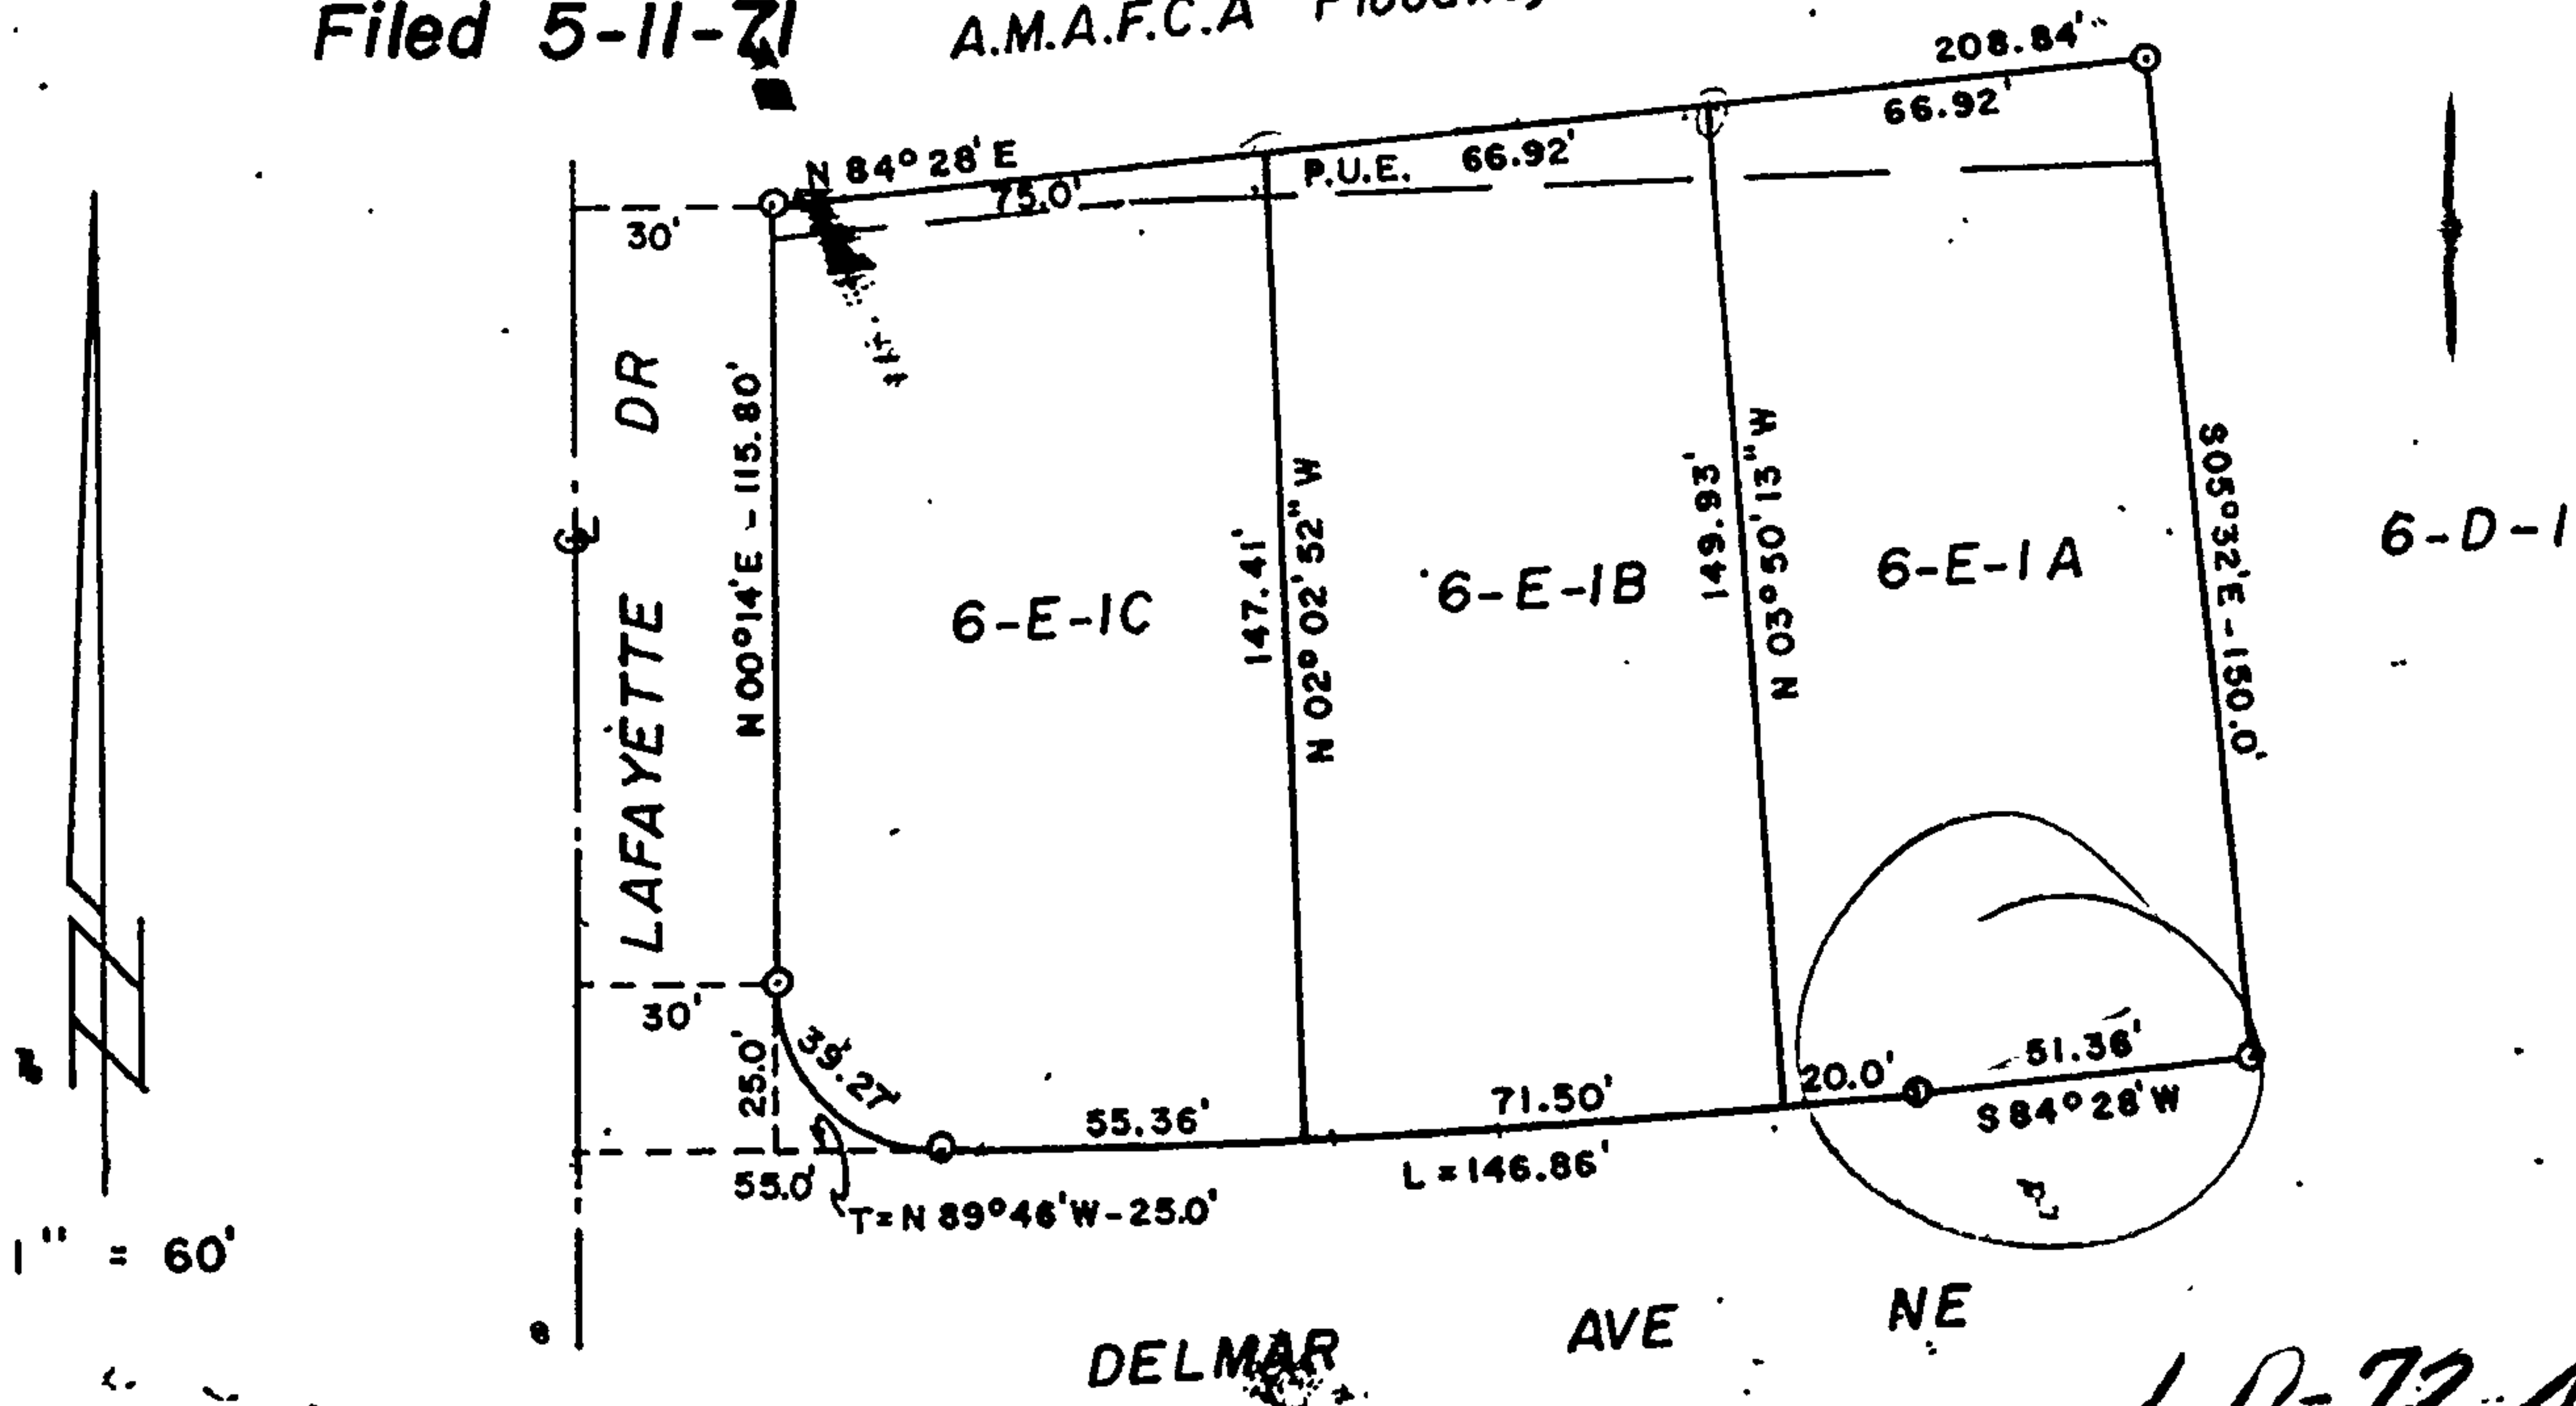 Filed 5-11-71
A.M.A.F.C.A Floodway
208.84'
66.92'
N 84° 28' E
75.0'
P.U.E. 66.92'
30'
LAFAYETTE DR
N 00°14' E - 115.80'
6-E-1C
147.41'
N 02° 02' 52" W
6-E-1B
149.93'
N 03° 50' 13" W
6-E-1A
S 05° 32' E - 150.0'
6-D-1
30'
25.0'
39.27'
55.36'
71.50'
20.0'
51.36'
S 84° 28' W
55.0'
L = 146.86'
T = N 89° 46' W - 25.0'
1" = 60'
DELMAR AVE NE